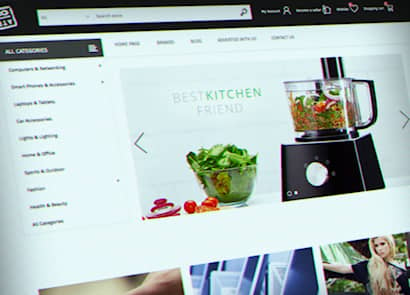 All
Search store
My Account
Become a seller
Wishlist
Shopping cart
ALL CATEGORIES
HOME PAGE
BRANDS
BLOG
ADVERTISE WITH US
CONTACT US
Computers & Networking
Smart Phones & Accessories
Laptops & Tablets
Car Accessories
Lights & Lighting
Home & Office
Sports & Outdoor
Fashion
Health & Beauty
All Categories
BESTKITCHEN
FRIEND